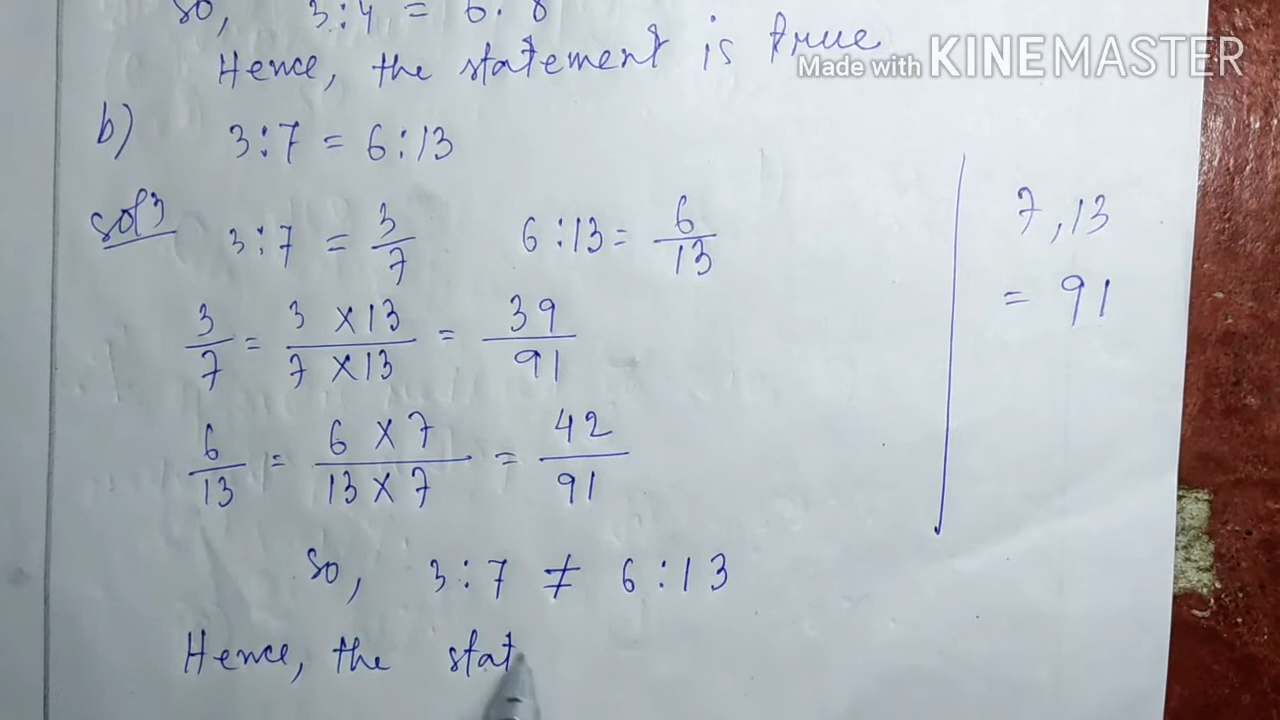 so, 3:4 = 6:8
Hence, the statement is true
Made with KINEMASTER
b) 3:7 = 6:13
3:7 = 3/7 6:13 = 6/13
3/7 = 3 × 13 / 7 × 13 = 39/91
6/13 = 6 × 7 / 13 × 7 = 42/91
So, 3:7 ≠ 6:13
Hence, the stat
7, 13
= 91